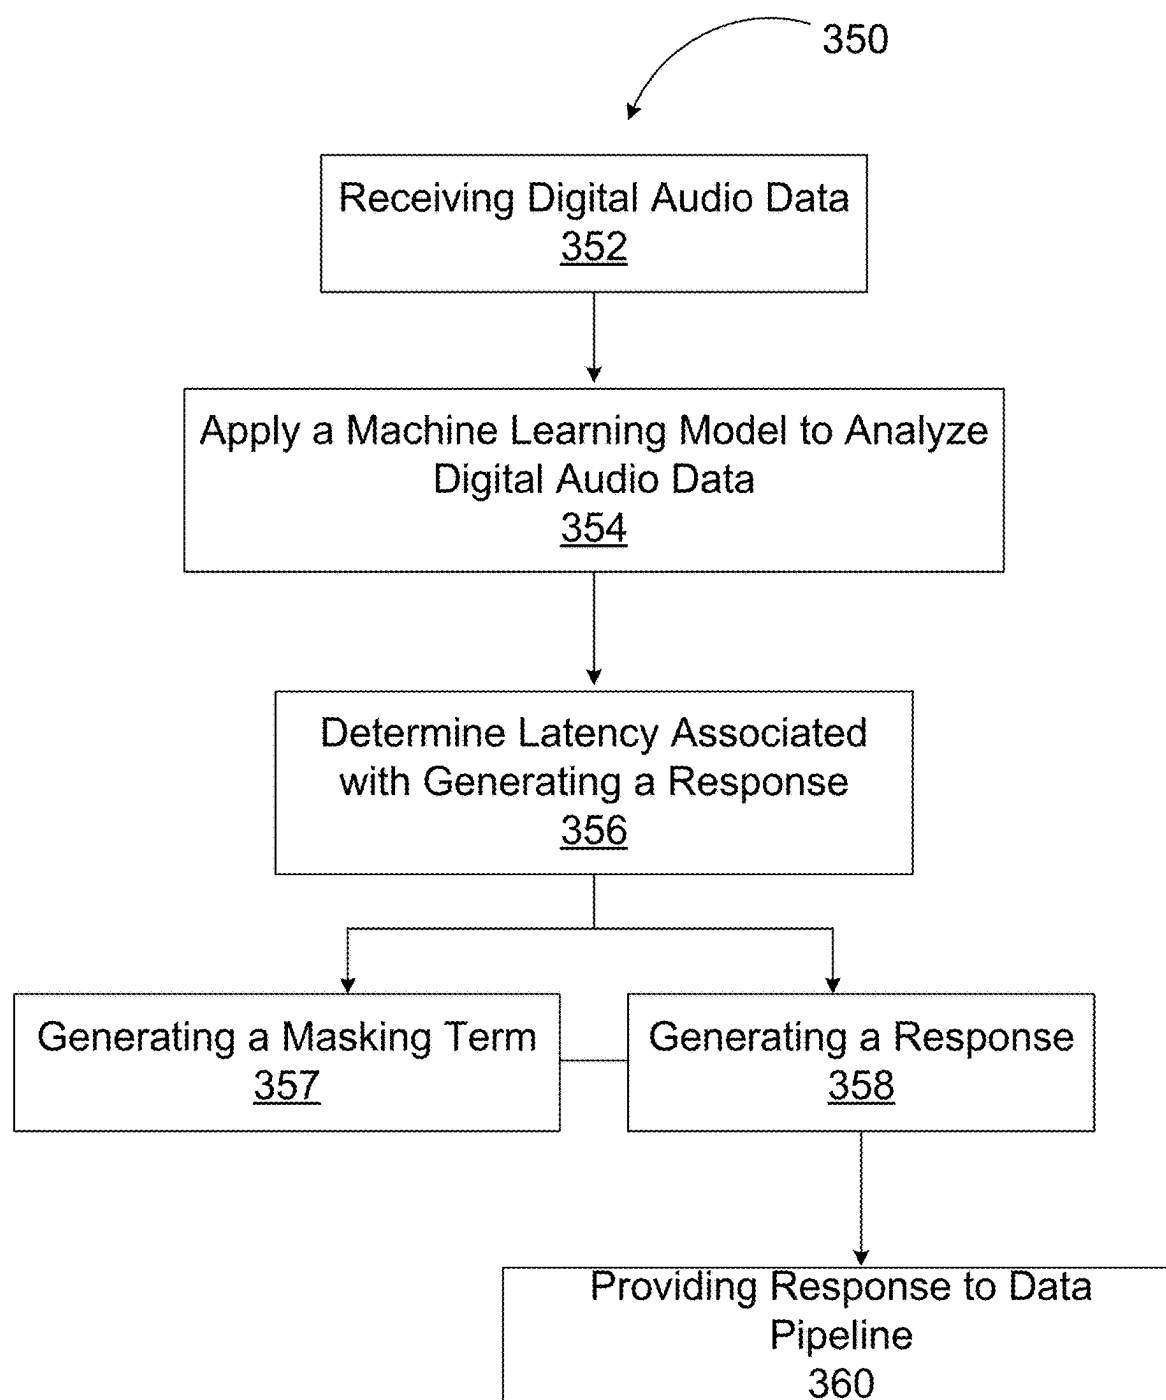 350
Receiving Digital Audio Data
352
Apply a Machine Learning Model to Analyze
Digital Audio Data
354
Determine Latency Associated
with Generating a Response
356
Generating a Masking Term
357
Generating a Response
358
Providing Response to Data
Pipeline
360